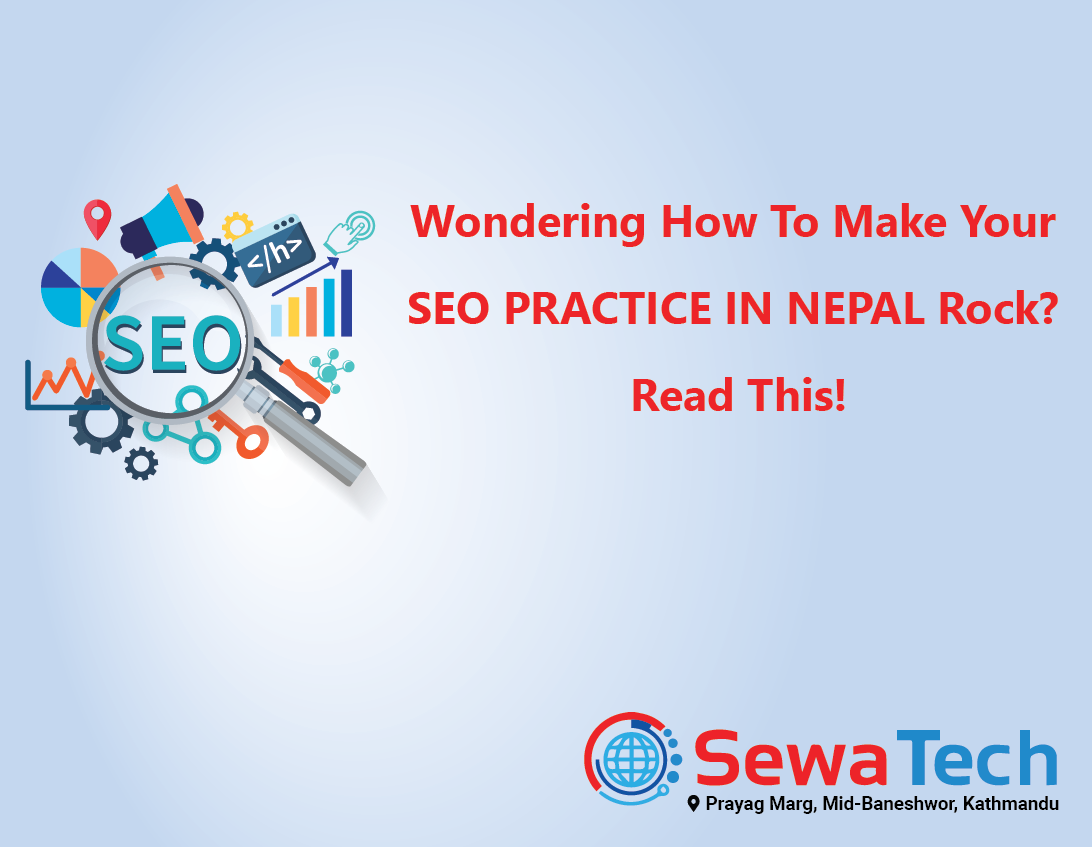 Wondering How To Make Your
SEO PRACTICE IN NEPAL Rock?
Read This!
</h>
SEO
SewaTech
Prayag Marg, Mid-Baneshwor, Kathmandu